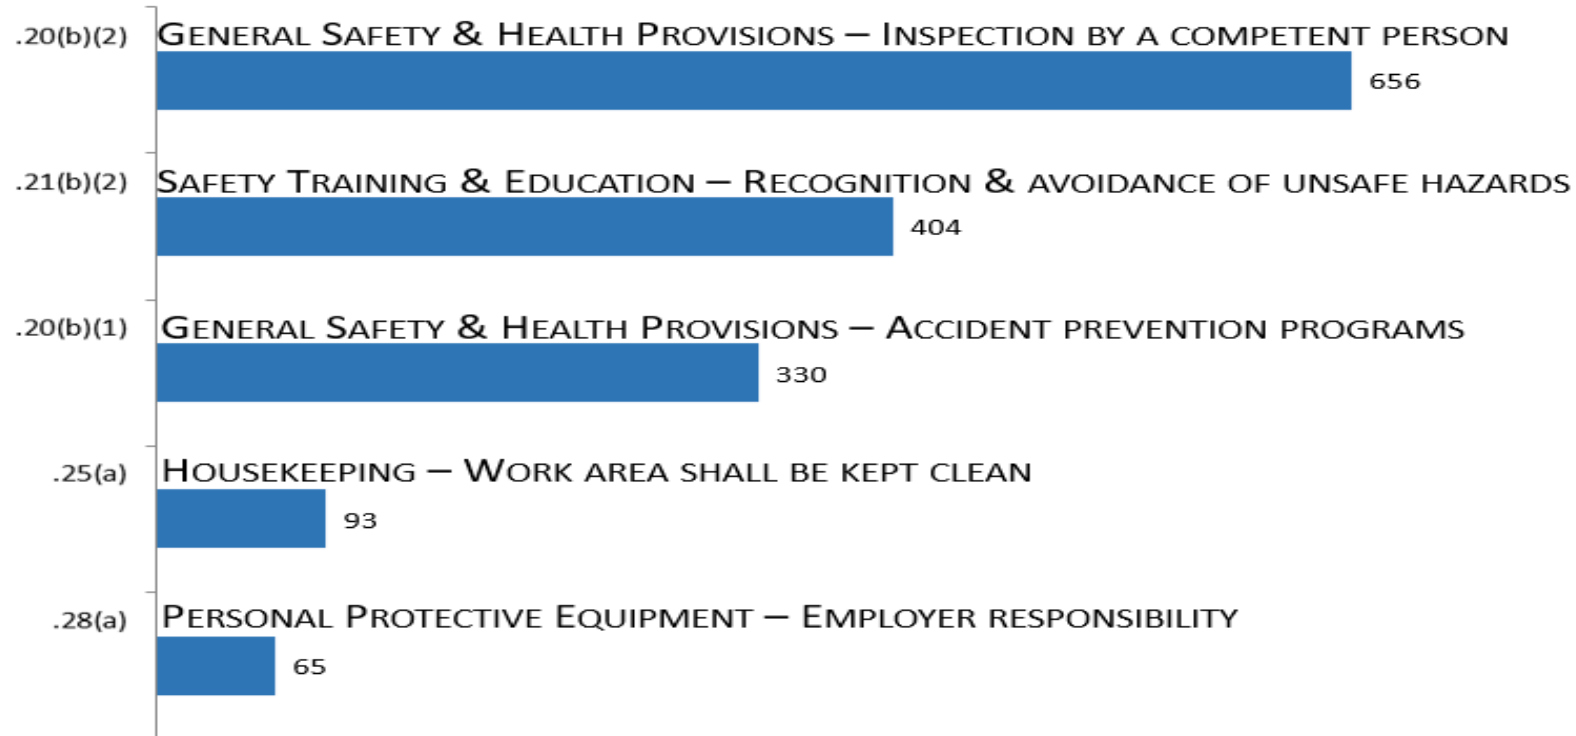 .20(b)(2) GENERAL SAFETY & HEALTH PROVISIONS – INSPECTION BY A COMPETENT PERSON
656
.21(b)(2) SAFETY TRAINING & EDUCATION – RECOGNITION & AVOIDANCE OF UNSAFE HAZARDS
404
.20(b)(1) GENERAL SAFETY & HEALTH PROVISIONS – ACCIDENT PREVENTION PROGRAMS
330
.25(a) HOUSEKEEPING – WORK AREA SHALL BE KEPT CLEAN
93
.28(a) PERSONAL PROTECTIVE EQUIPMENT – EMPLOYER RESPONSIBILITY
65